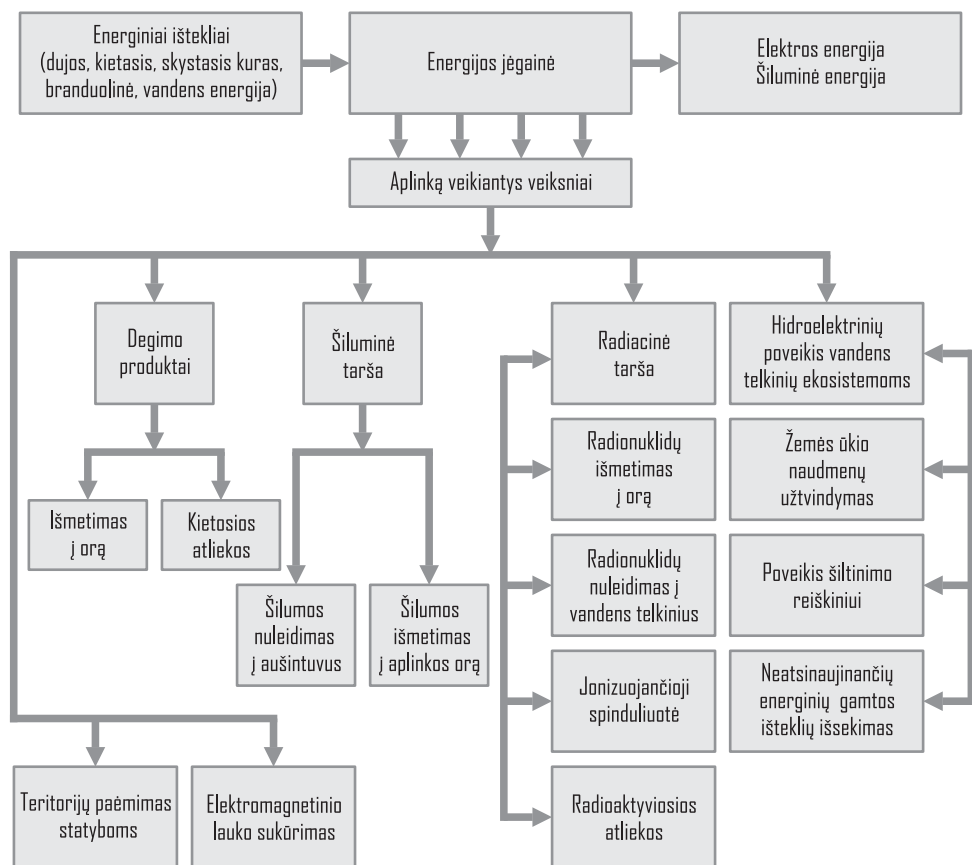 Energiniai ištekliai
(dujos, kietasis, skystasis kuras,
branduolinė, vandens energija)
Energijos jėgainė
Elektros energija
Šiluminė energija
Aplinką veikiantys veiksniai
Degimo
produktai
Šiluminė
tarša
Radiacinė
tarša
Hidroelektrinių
poveikis vandens
telkinių ekosistemoms
Išmetimas
į orą
Kietosios
atliekos
Radionuklidų
išmetimas
į orą
Žemės ūkio
naudmenų
užtvindymas
Šilumos
nuleidimas
į aušintuvus
Šilumos
išmetimas
į aplinkos orą
Radionuklidų
nuleidimas į
vandens telkinius
Poveikis šiltinimo
reiškiniui
Jonizuojančioji
spinduliuotė
Neatsinaujinančių
energinių gamtos
išteklių išsekimas
Teritorijų paėmimas
statyboms
Elektromagnetinio
lauko sukūrimas
Radioaktyviosios
atliekos